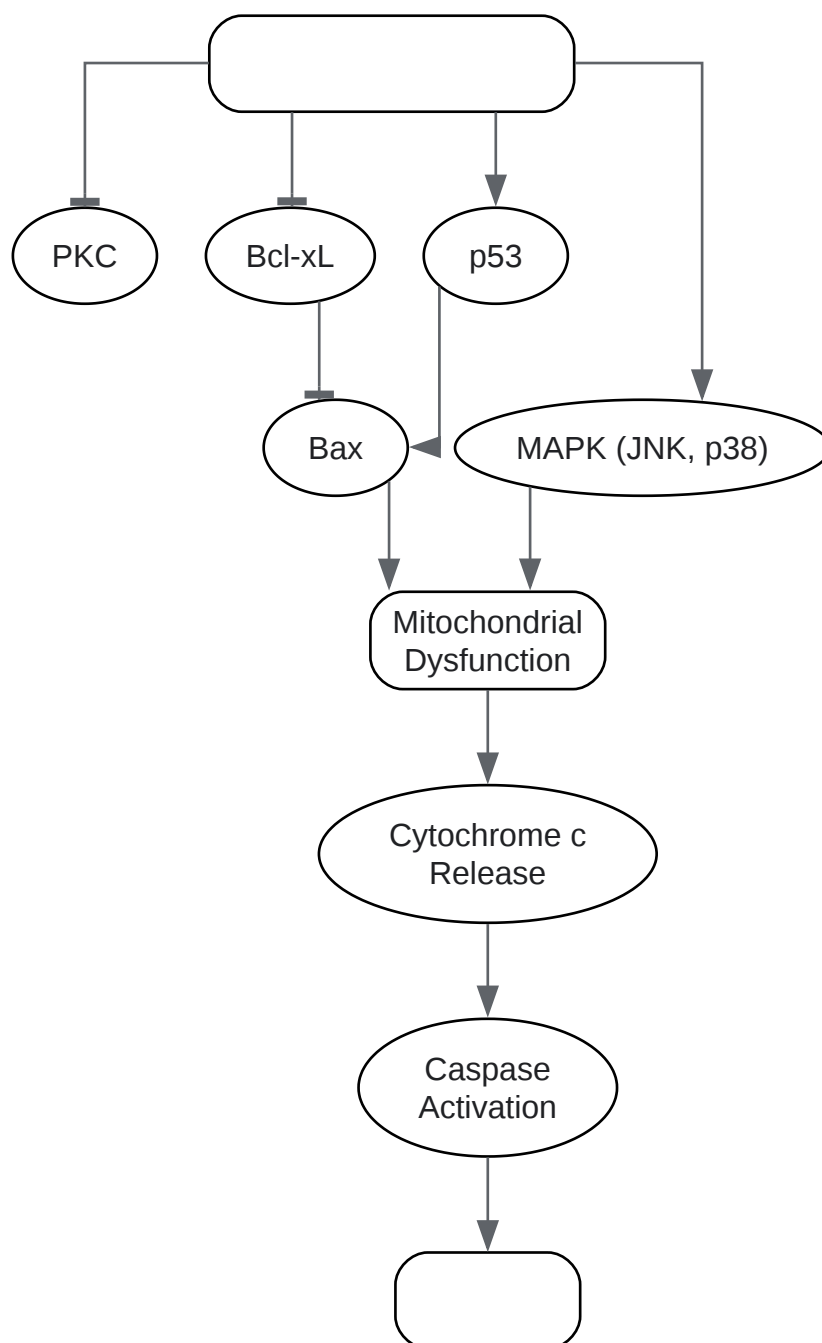 PKC
Bcl-xL
p53
Bax
MAPK (JNK, p38)
Mitochondrial
Dysfunction
Cytochrome c
Release
Caspase
Activation